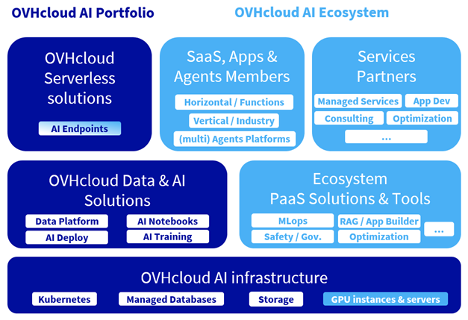 OVHcloud AI Portfolio
OVHcloud AI Ecosystem
OVHcloud
Serverless
solutions
AI Endpoints
SaaS, Apps &
Agents Members
Horizontal / Functions
Vertical / Industry
(multi) Agents Platforms
Services
Partners
Managed Services
App Dev
Consulting
Optimization
...
OVHcloud Data & AI
Solutions
Data Platform
AI Notebooks
AI Deploy
AI Training
Ecosystem
PaaS Solutions & Tools
MLops
RAG / App Builder
Safety / Gov.
Optimization
...
OVHcloud AI infrastructure
Kubernetes
Managed Databases
Storage
GPU instances & servers